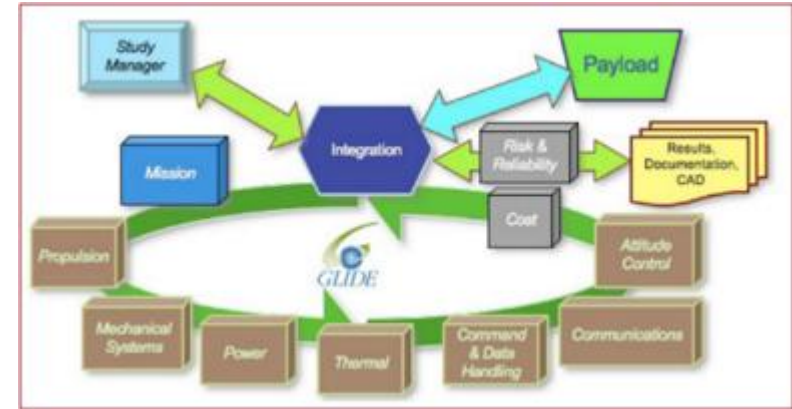 Study
Manager
Payload
Integration
Risk &
Reliability
Results,
Documentation,
CAD
Mission
Cost
Propulsion
GLIDE
Attitude
Control
Mechanical
Systems
Power
Thermal
Command
& Data
Handling
Communications